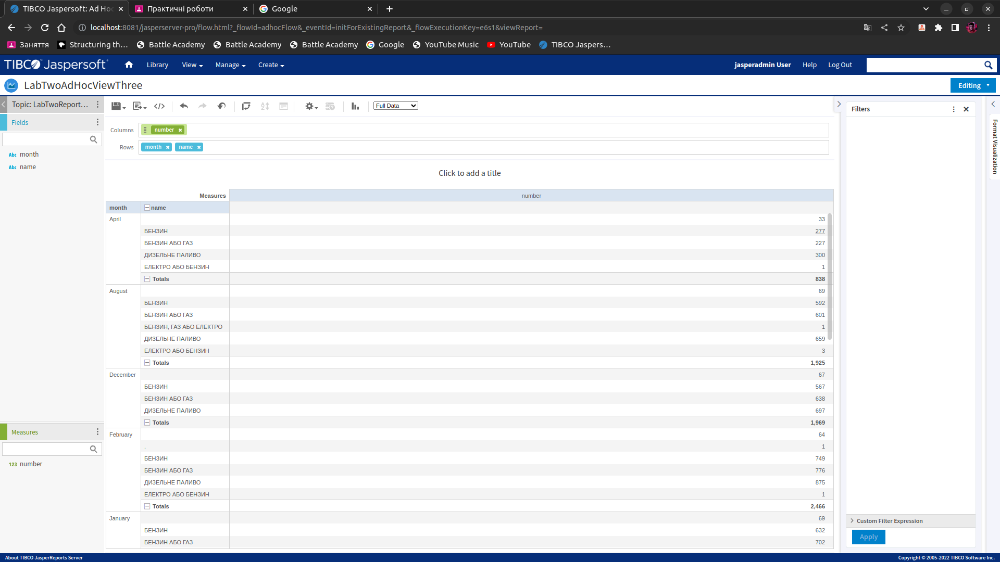 TIBCO Jaspersoft: Ad Hoc
Практичні роботи
Google
localhost:8081/jasperserver-pro/flow.html?_flowId=adhocFlow&_eventId=initForExistingReport&_flowExecutionKey=e6s1&viewReport=
Заняття
Structuring th...
Battle Academy
Battle Academy
Battle Academy
Google
YouTube Music
YouTube
TIBCO Jaspers...
TIBCO Jaspersoft
Library
View
Manage
Create
jasperadmin User
Help
Log Out
LabTwoAdHocViewThree
Editing
Topic: LabTwoReport...
Full Data
Filters
Fields
Columns
number
Rows
month
name
Abc month
Abc name
Format Visualization
Click to add a title
Measures number
month name
April 33
БЕНЗИН 277
БЕНЗИН АБО ГАЗ 227
ДИЗЕЛЬНЕ ПАЛИВО 300
ЕЛЕКТРО АБО БЕНЗИН 1
Totals 838
August 69
БЕНЗИН 592
БЕНЗИН АБО ГАЗ 601
БЕНЗИН, ГАЗ АБО ЕЛЕКТРО 1
ДИЗЕЛЬНЕ ПАЛИВО 659
ЕЛЕКТРО АБО БЕНЗИН 3
Totals 1,925
December 67
БЕНЗИН 567
БЕНЗИН АБО ГАЗ 638
ДИЗЕЛЬНЕ ПАЛИВО 697
Totals 1,969
February 64
. 1
БЕНЗИН 749
БЕНЗИН АБО ГАЗ 776
ДИЗЕЛЬНЕ ПАЛИВО 875
ЕЛЕКТРО АБО БЕНЗИН 1
Totals 2,466
January 69
БЕНЗИН 632
БЕНЗИН АБО ГАЗ 702
Measures
123 number
Custom Filter Expression
Apply
About TIBCO JasperReports Server
Copyright © 2005-2022 TIBCO Software Inc.